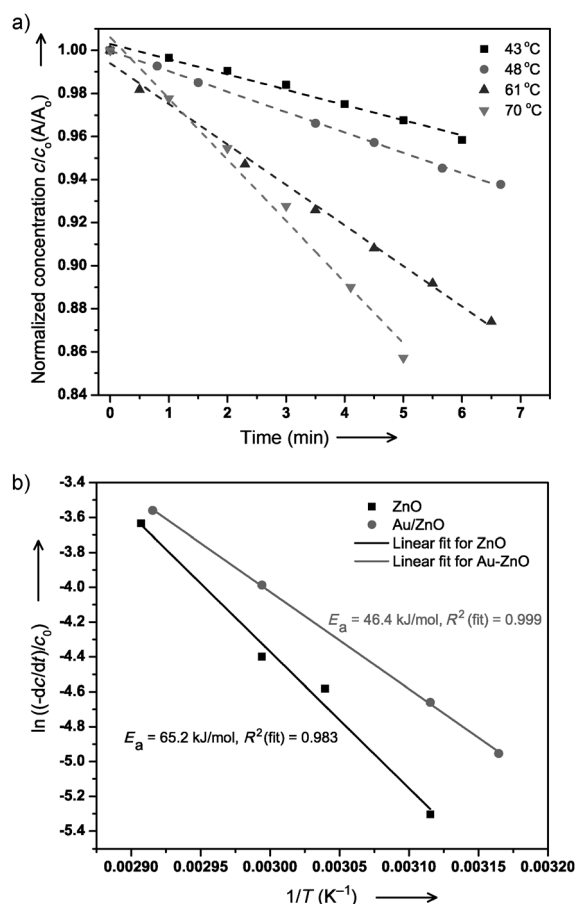 a)
Normalized concentration c/c₀(A/A₀)
1.00
0.98
0.96
0.94
0.92
0.90
0.88
0.86
0.84
43 °C
48 °C
61 °C
70 °C
0 1 2 3 4 5 6 7
Time (min)
b)
ln((-dc/dt)/c₀)
-3.4
-3.6
-3.8
-4.0
-4.2
-4.4
-4.6
-4.8
-5.0
-5.2
-5.4
ZnO
Au/ZnO
Linear fit for ZnO
Linear fit for Au-ZnO
Eₐ = 46.4 kJ/mol, R² (fit) = 0.999
Eₐ = 65.2 kJ/mol, R² (fit) = 0.983
0.00290 0.00295 0.00300 0.00305 0.00310 0.00315 0.00320
1/T (K⁻¹)